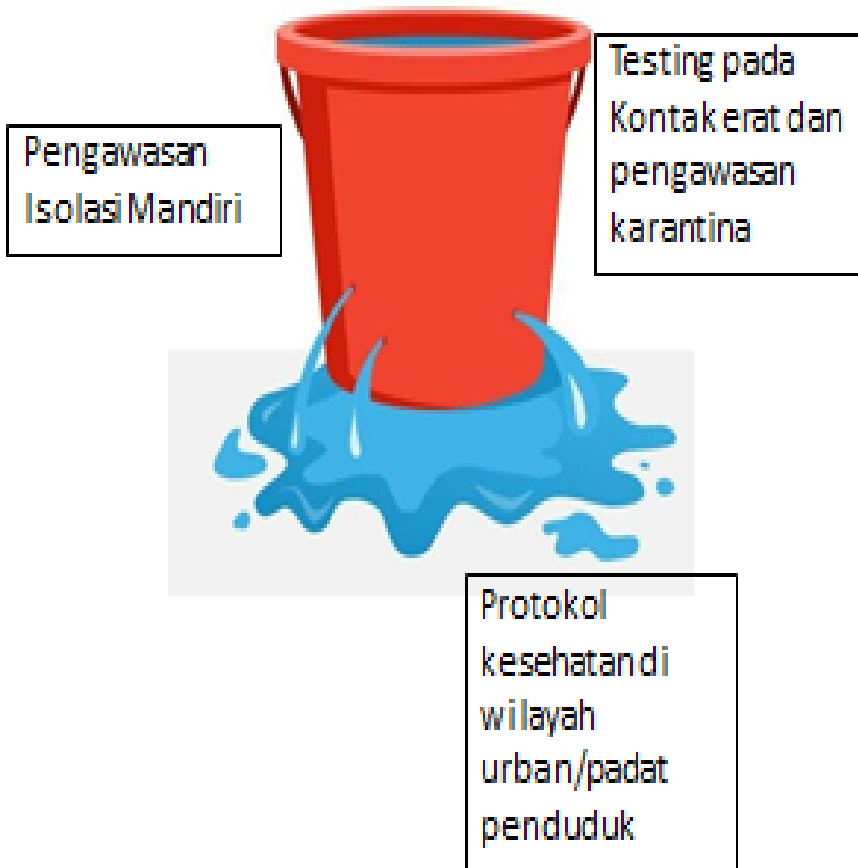 Pengawasan
Isolasi Mandiri
Testing pada
Kontak erat dan
pengawasan
karantina
Protokol
kesehatan di
wilayah
urban/padat
penduduk